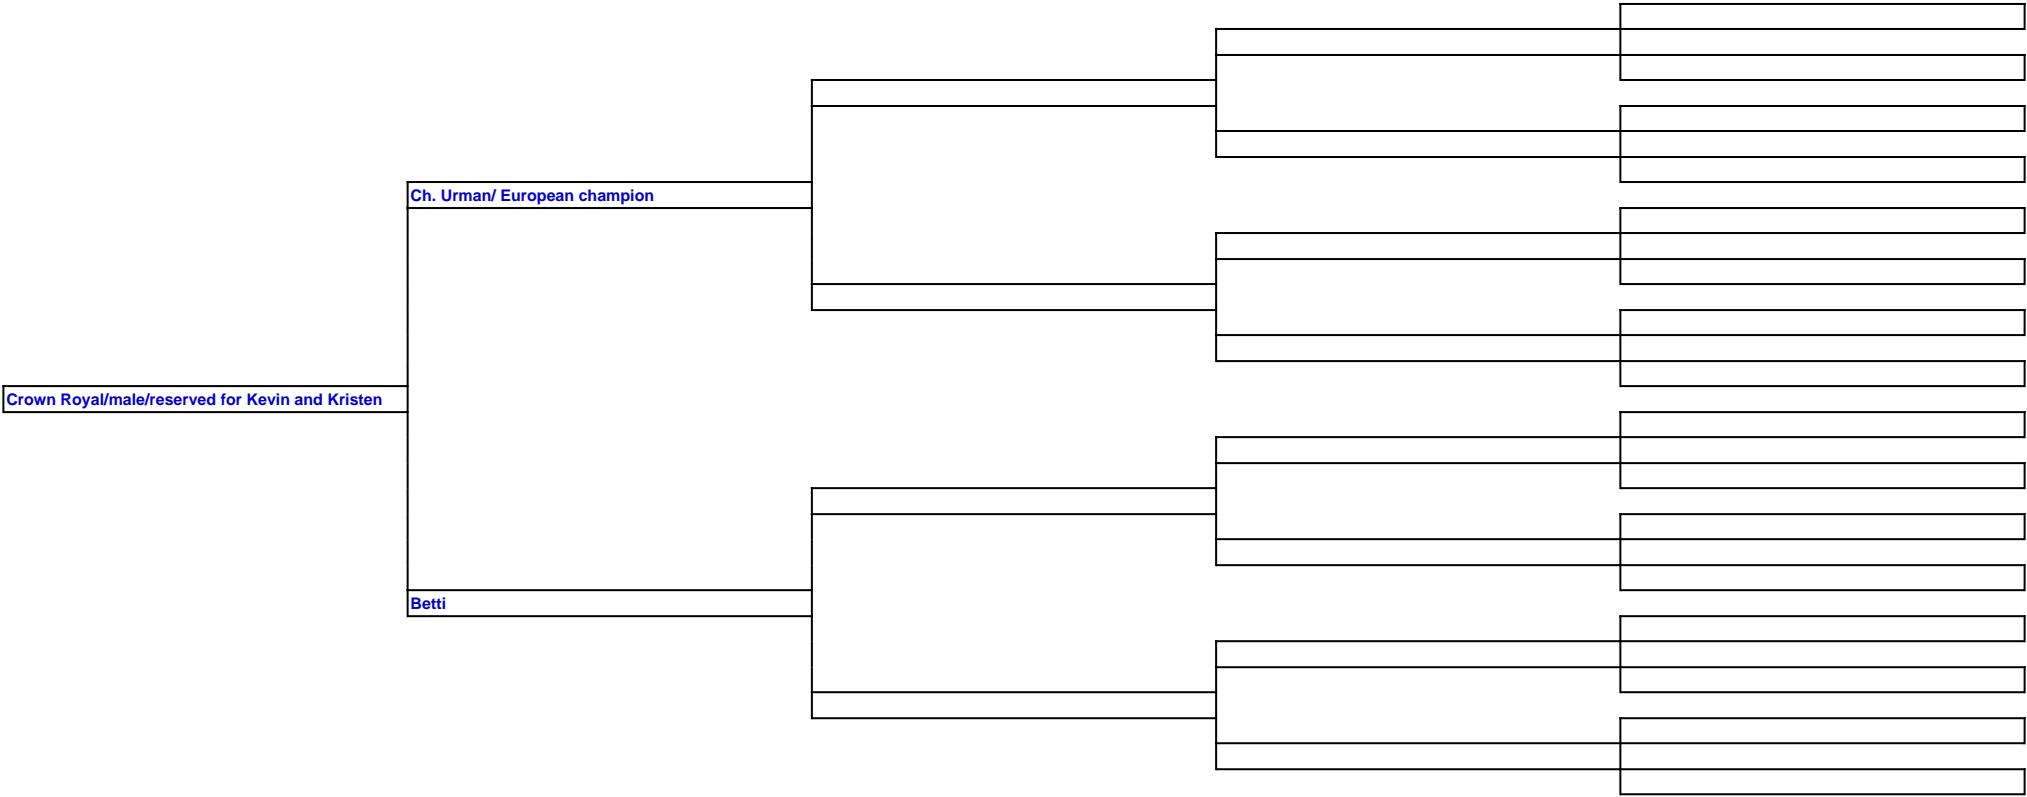 Ch. Urman/ European champion
Crown Royal/male/reserved for Kevin and Kristen
Betti